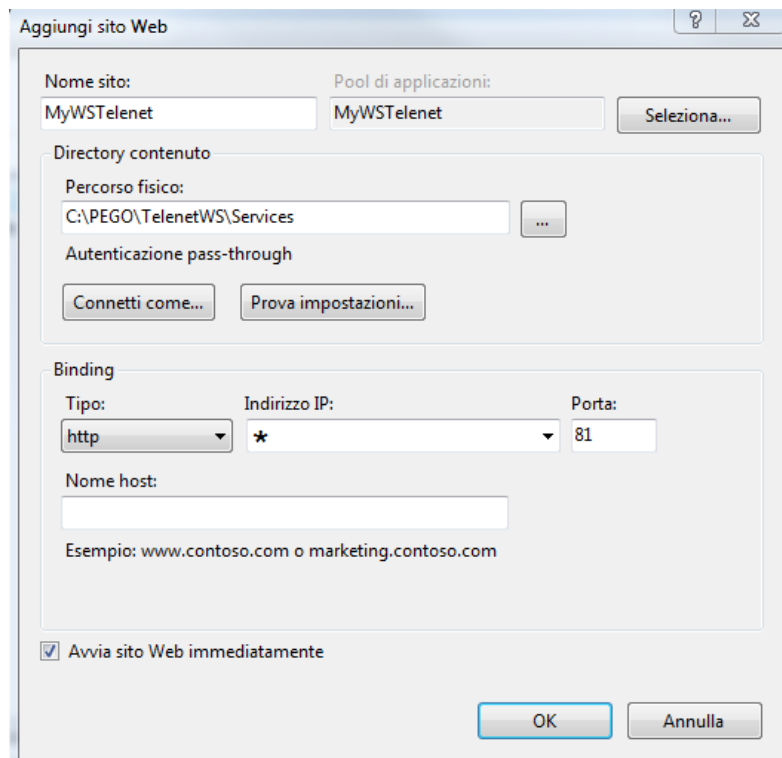 Aggiungi sito Web
Nome sito: Pool di applicazioni:
MyWSTelenet MyWSTelenet Seleziona...
Directory contenuto
Percorso fisico:
C:\PEGO\TelenetWS\Services ...
Autenticazione pass-through
Connetti come... Prova impostazioni...
Binding
Tipo: Indirizzo IP: Porta:
http * 81
Nome host:
Esempio: www.contoso.com o marketing.contoso.com
Avvia sito Web immediatamente
OK Annulla